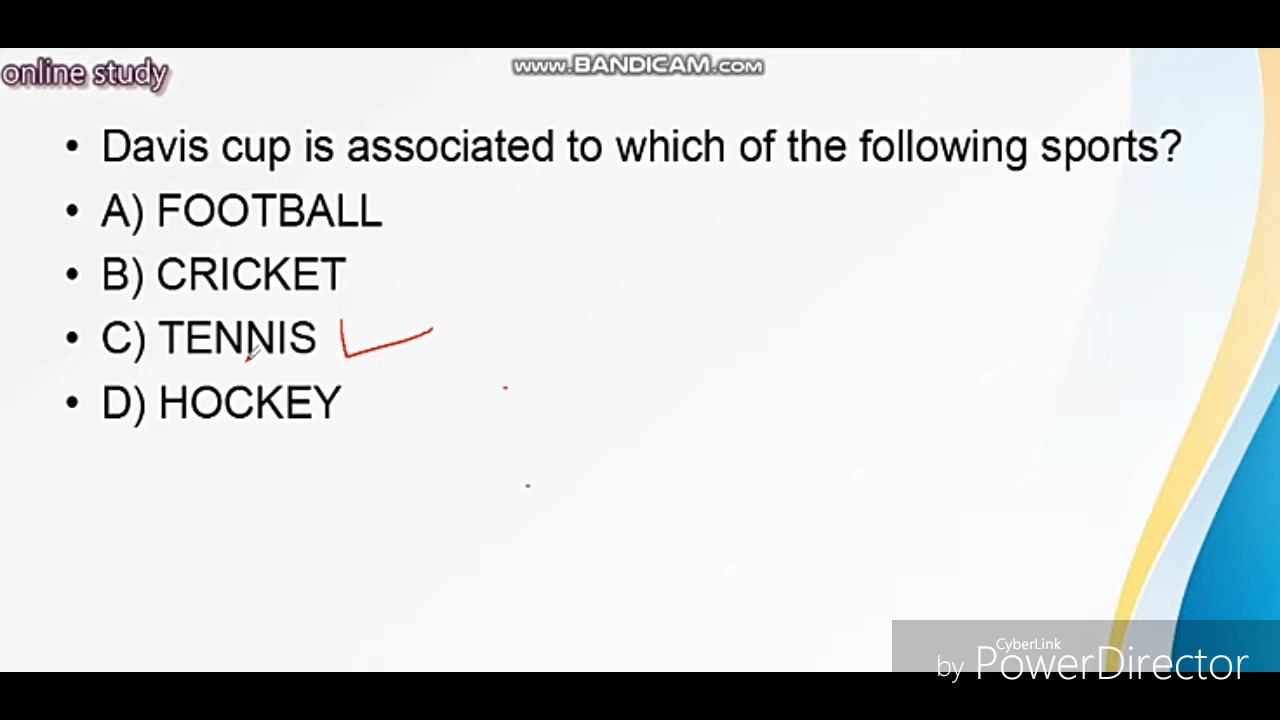 www.BANDICAM.com
online study
• Davis cup is associated to which of the following sports?
• A) FOOTBALL
• B) CRICKET
• C) TENNIS
• D) HOCKEY
CyberLink
by PowerDirector